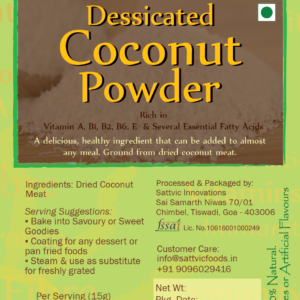 Dessicated
Coconut
Powder
Rich in
Vitamin A, B1, B2, B6, E & Several Essential Fatty Acids
A delicious, healthy ingredient that can be added to almost
any meal. Ground from dried coconut meat.
Ingredients: Dried Coconut
Meat
Serving Suggestions:
• Bake into Savoury or Sweet
Goodies
• Coating for any dessert or
pan fried foods
• Steam & use as substitute
for freshly grated
Per Serving (15g)
Processed & Packaged by:
Sattvic Innovations
Sai Samarth Niwas 70/01
Chimbel, Tiswadi, Goa - 403006
fssai Lic. No.10616001000249
Customer Care:
info@sattvicfoods.in
+91 9096029416
Net Wt:
Pkg. Date:
0% Natural.
es or Artificial Flavours